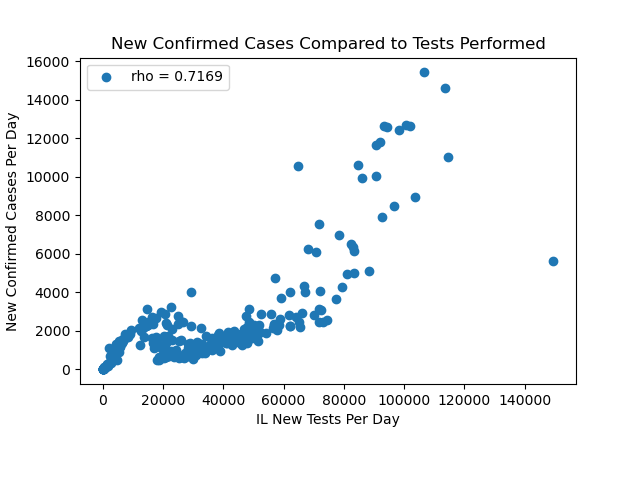 New Confirmed Cases Compared to Tests Performed
rho = 0.7169
16000
14000
12000
10000
8000
6000
4000
2000
0
New Confirmed Caeses Per Day
0 20000 40000 60000 80000 100000 120000 140000
IL New Tests Per Day